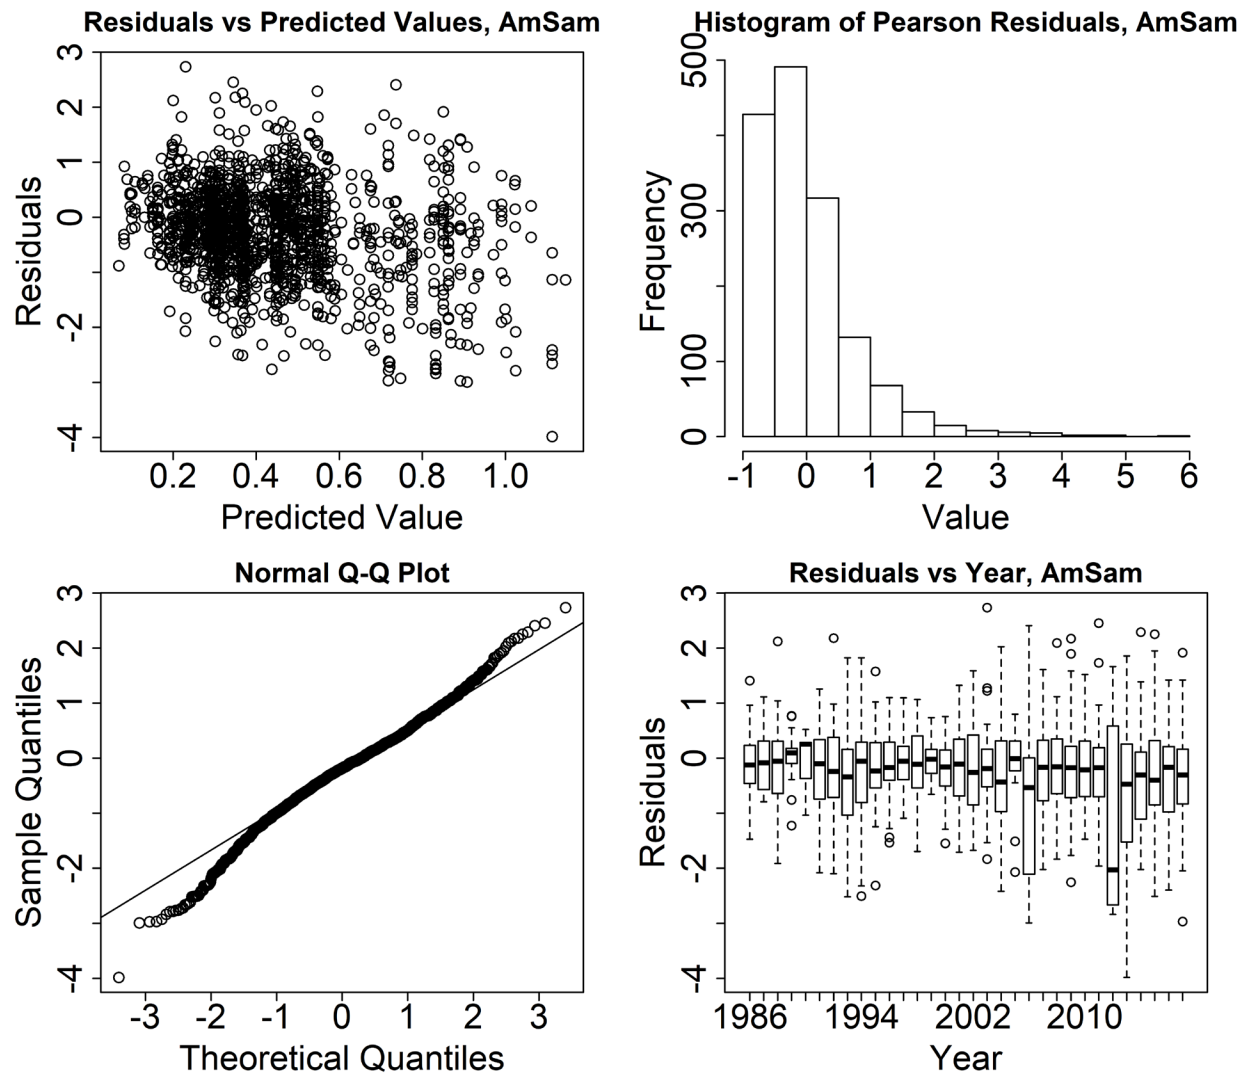 Residuals vs Predicted Values, AmSam
3
2
1
0
-2
-4
Residuals
0.2 0.4 0.6 0.8 1.0
Predicted Value
Histogram of Pearson Residuals, AmSam
500
300
100
0
Frequency
-1 0 1 2 3 4 5 6
Value
Normal Q-Q Plot
3
2
1
0
-2
-4
Sample Quantiles
-3 -2 -1 0 1 2 3
Theoretical Quantiles
Residuals vs Year, AmSam
3
2
1
0
-2
-4
Residuals
1986 1994 2002 2010
Year